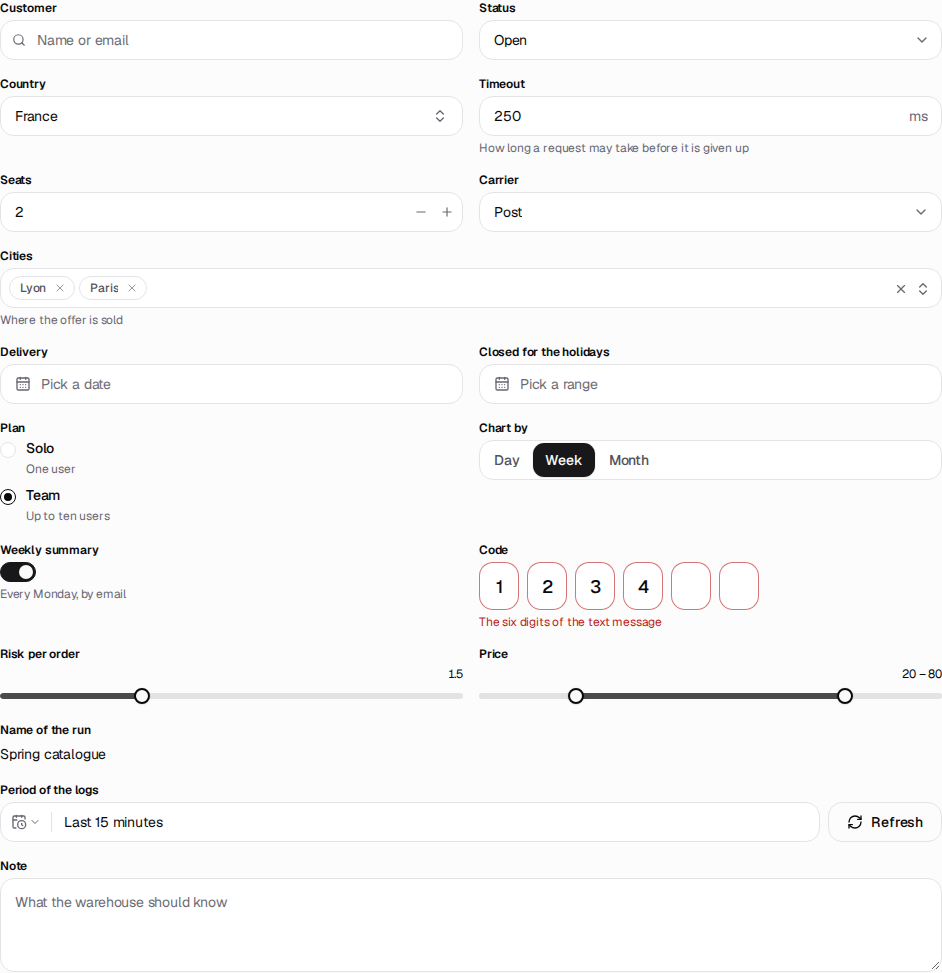 Customer
Status
Name or email
Open
Country
Timeout
France
250 ms
How long a request may take before it is given up
Seats
Carrier
2
Post
Cities
Lyon Paris
Where the offer is sold
Delivery
Closed for the holidays
Pick a date
Pick a range
Plan
Chart by
Solo
One user
Team
Up to ten users
Day Week Month
Weekly summary
Code
Every Monday, by email
1 2 3 4
The six digits of the text message
Risk per order
Price
1.5
20 – 80
Name of the run
Spring catalogue
Period of the logs
Last 15 minutes
Refresh
Note
What the warehouse should know